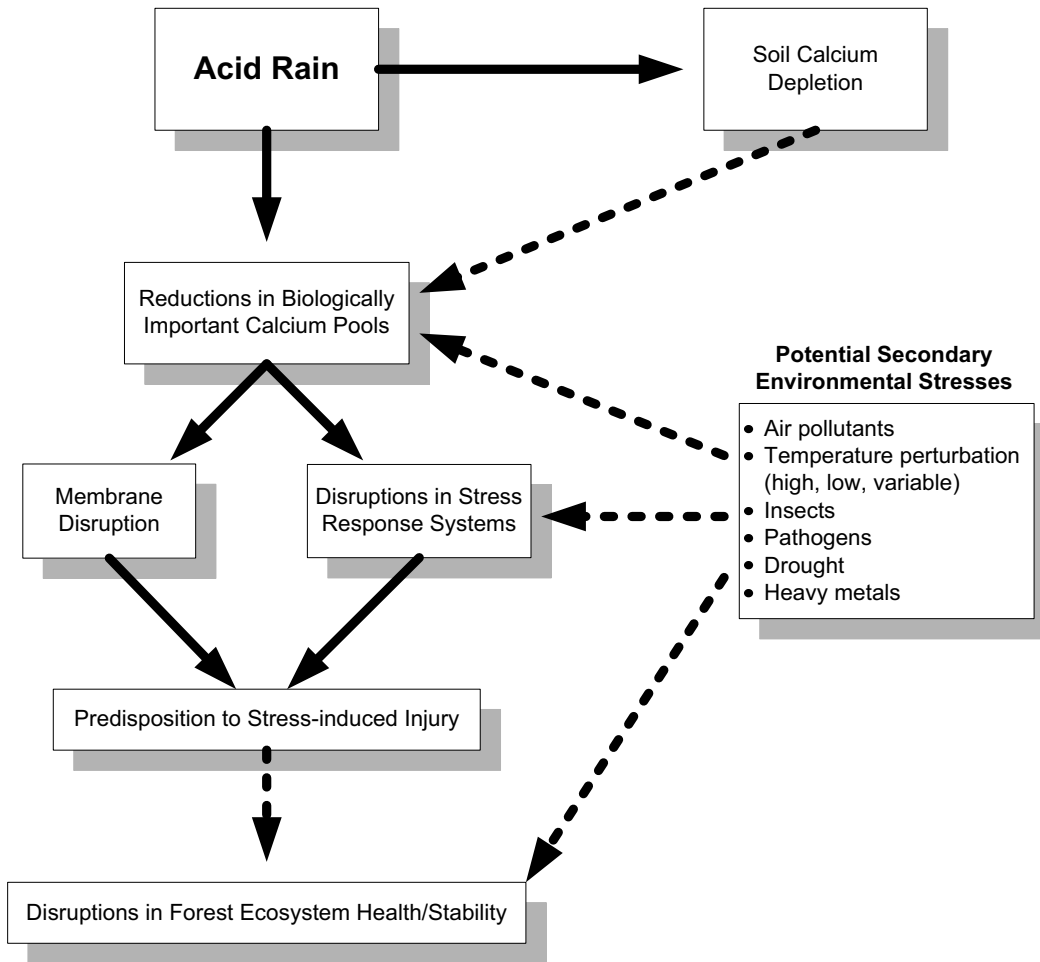 Acid Rain
Soil Calcium
Depletion
Reductions in Biologically
Important Calcium Pools
Potential Secondary
Environmental Stresses
• Air pollutants
• Temperature perturbation
(high, low, variable)
• Insects
• Pathogens
• Drought
• Heavy metals
Membrane
Disruption
Disruptions in Stress
Response Systems
Predisposition to Stress-induced Injury
Disruptions in Forest Ecosystem Health/Stability